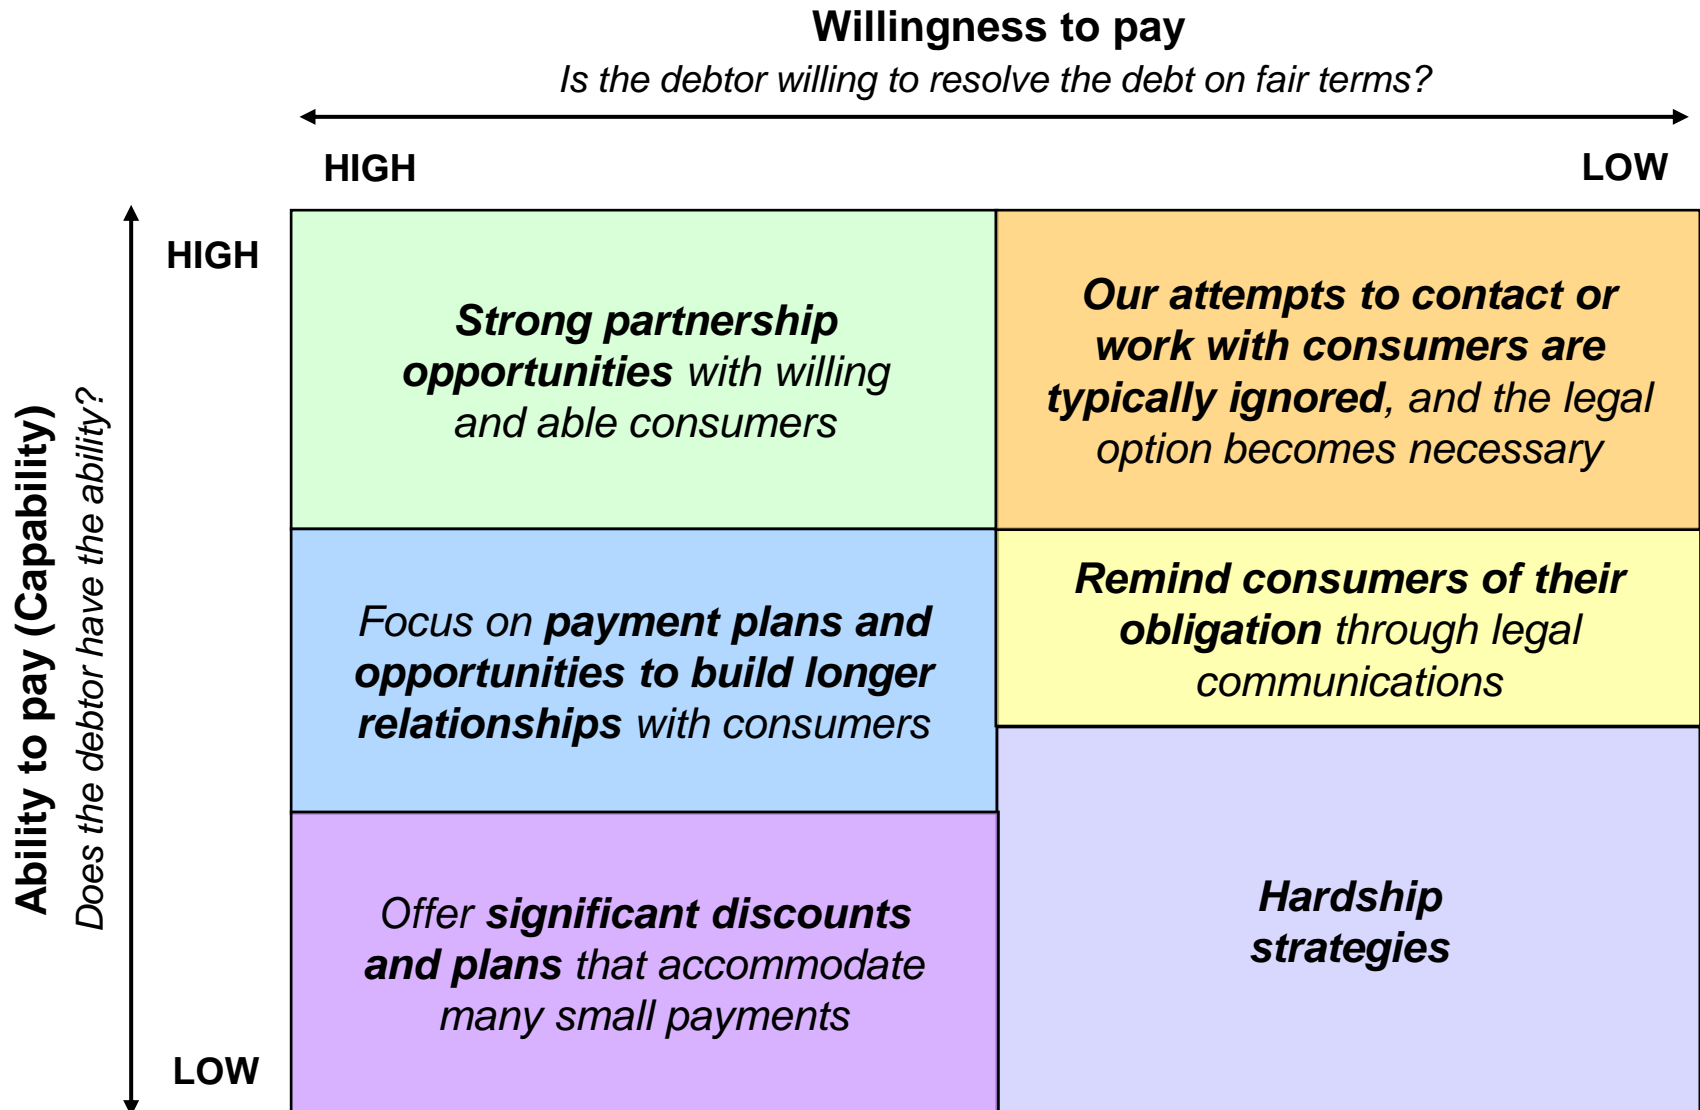 Willingness to pay
Is the debtor willing to resolve the debt on fair terms?
HIGH
LOW
Ability to pay (Capability)
Does the debtor have the ability?
HIGH
Strong partnership
opportunities with willing
and able consumers
Our attempts to contact or
work with consumers are
typically ignored, and the legal
option becomes necessary
Focus on payment plans and
opportunities to build longer
relationships with consumers
Remind consumers of their
obligation through legal
communications
Offer significant discounts
and plans that accommodate
many small payments
Hardship
strategies
LOW